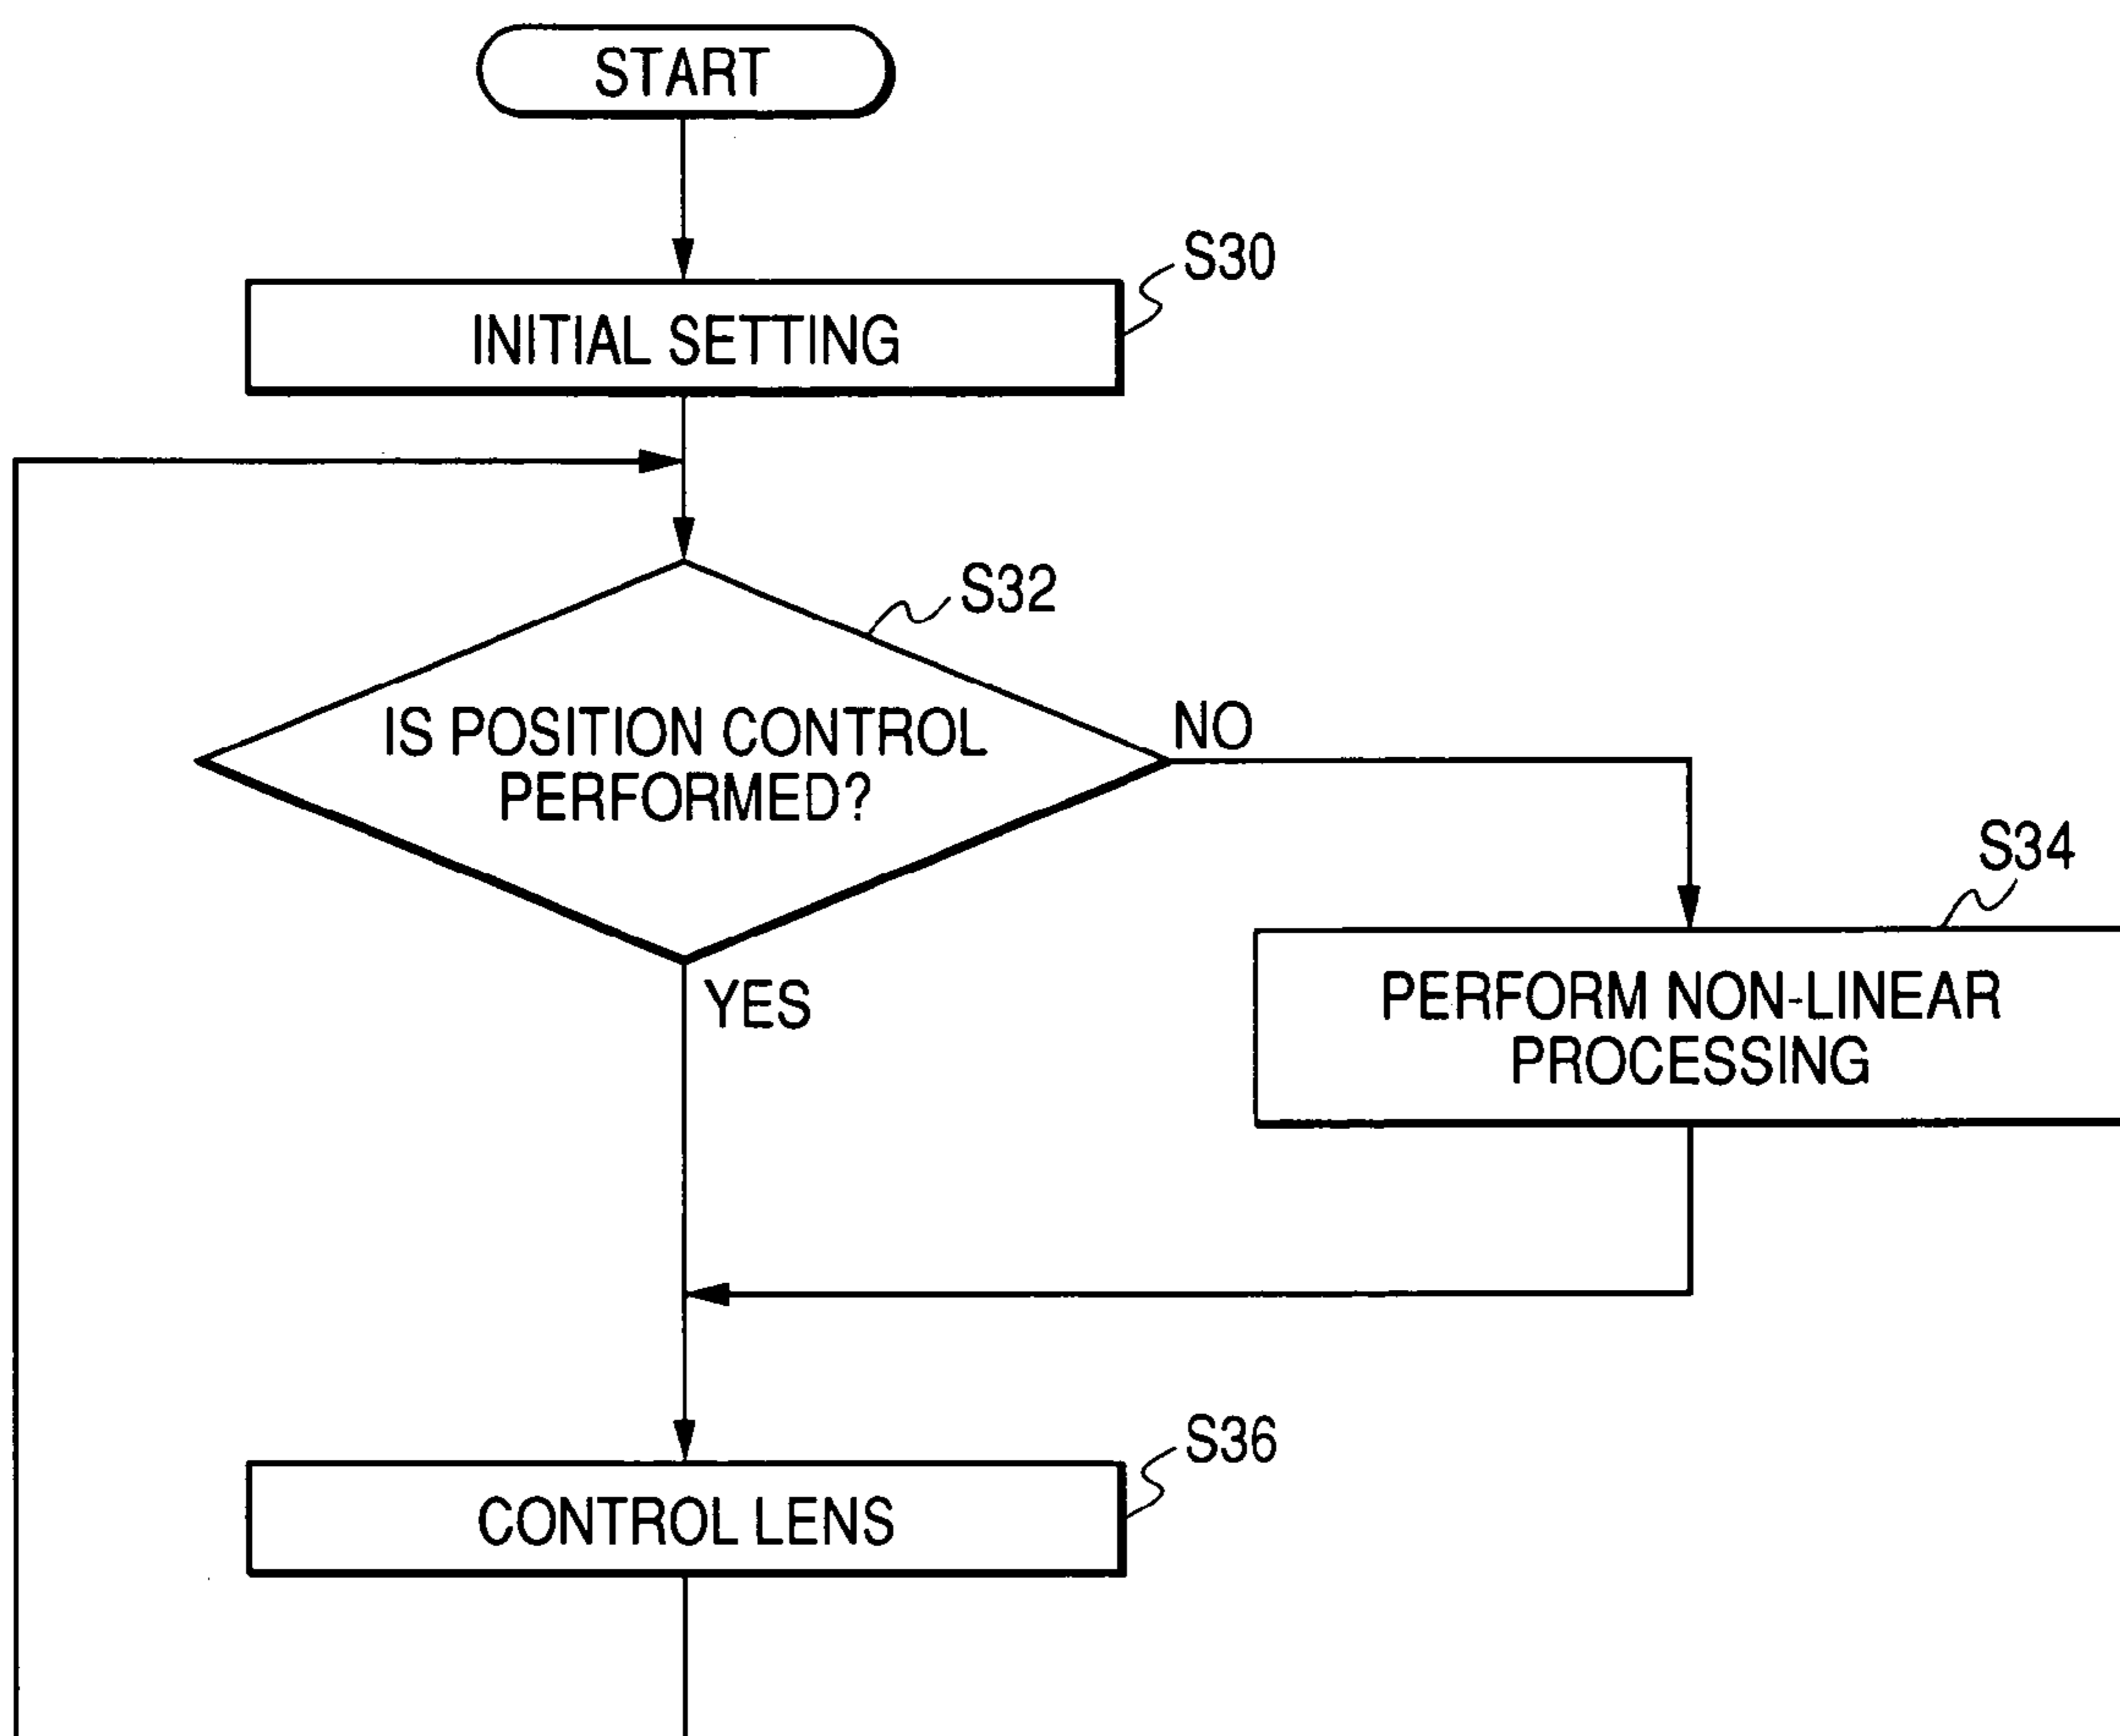 START
S30
INITIAL SETTING
S32
IS POSITION CONTROL
PERFORMED?
NO
S34
YES
PERFORM NON-LINEAR
PROCESSING
S36
CONTROL LENS